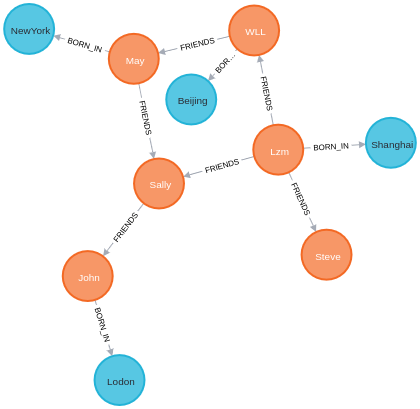 NewYork
BORN_IN
May
FRIENDS
WLL
BOR...
Beijing
FRIENDS
FRIENDS
Lzm
BORN_IN
Shanghai
Sally
FRIENDS
FRIENDS
FRIENDS
Steve
John
BORN_IN
Lodon